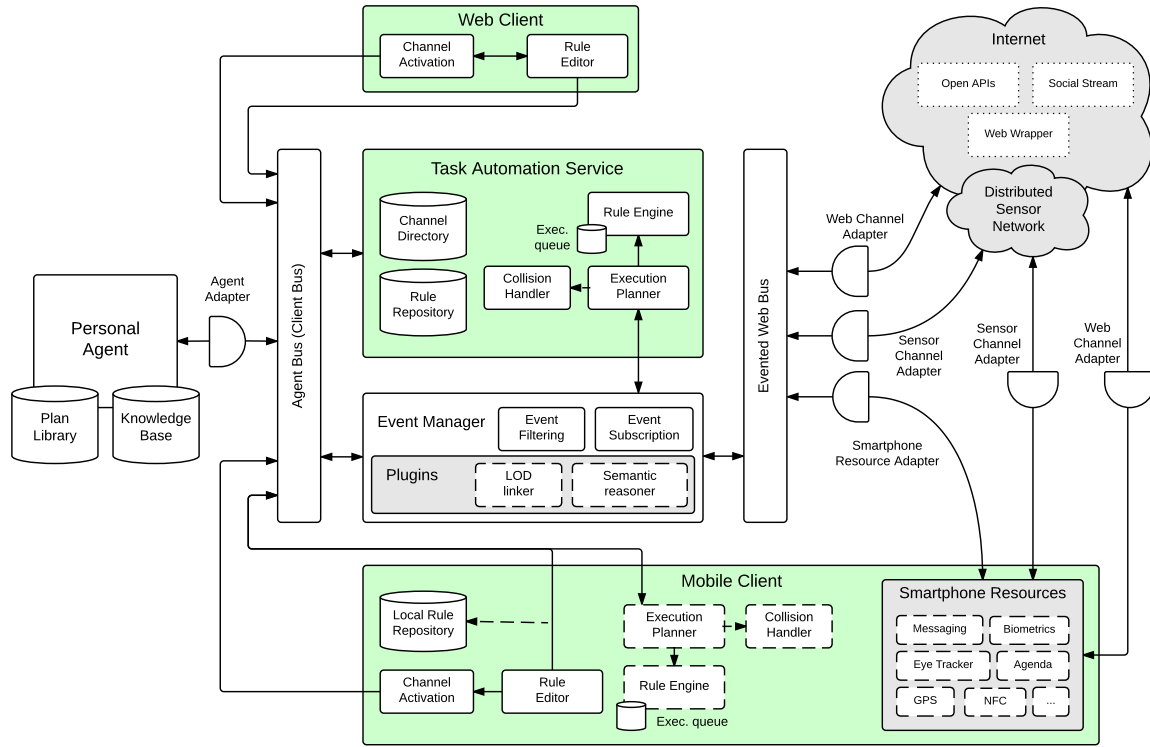 Web Client
Channel
Activation
Rule
Editor
Internet
Open APIs
Social Stream
Web Wrapper
Distributed
Sensor
Network
Task Automation Service
Channel
Directory
Rule
Repository
Rule Engine
Exec.
queue
Collision
Handler
Execution
Planner
Agent Bus (Client Bus)
Evented Web Bus
Web Channel
Adapter
Sensor
Channel
Adapter
Sensor
Channel
Adapter
Web
Channel
Adapter
Smartphone
Resource Adapter
Agent
Adapter
Personal
Agent
Plan
Library
Knowledge
Base
Event Manager
Event
Filtering
Event
Subscription
Plugins
LOD
linker
Semantic
reasoner
Mobile Client
Local Rule
Repository
Channel
Activation
Rule
Editor
Execution
Planner
Collision
Handler
Rule Engine
Exec. queue
Smartphone Resources
Messaging
Biometrics
Eye Tracker
Agenda
GPS
NFC
...